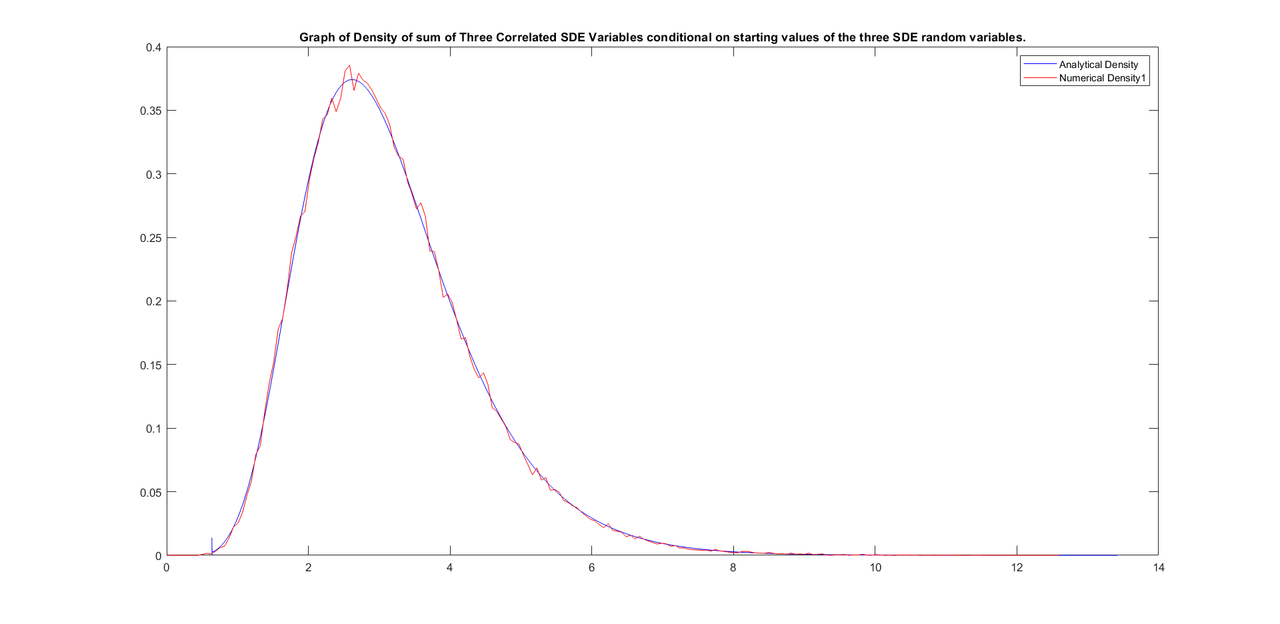 Graph of Density of sum of Three Correlated SDE Variables conditional on starting values of the three SDE random variables.
Analytical Density
Numerical Density1
0.4
0.35
0.3
0.25
0.2
0.15
0.1
0.05
0
0 2 4 6 8 10 12 14